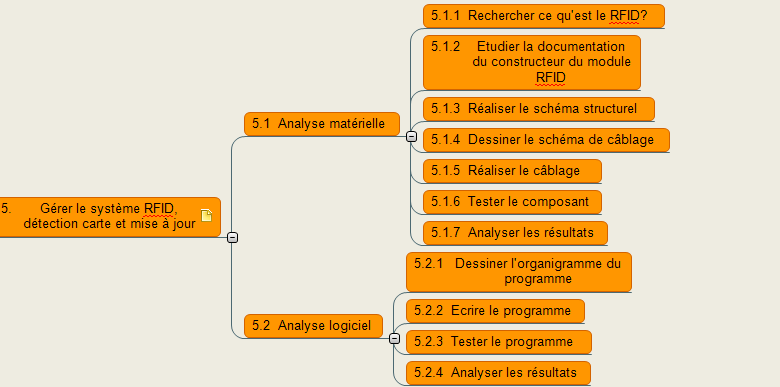 5. Gérer le système RFID,
détection carte et mise à jour
5.1 Analyse matérielle
5.1.1 Rechercher ce qu'est le RFID?
5.1.2 Etudier la documentation
du constructeur du module
RFID
5.1.3 Réaliser le schéma structurel
5.1.4 Dessiner le schéma de câblage
5.1.5 Réaliser le câblage
5.1.6 Tester le composant
5.1.7 Analyser les résultats
5.2 Analyse logiciel
5.2.1 Dessiner l'organigramme du
programme
5.2.2 Ecrire le programme
5.2.3 Tester le programme
5.2.4 Analyser les résultats